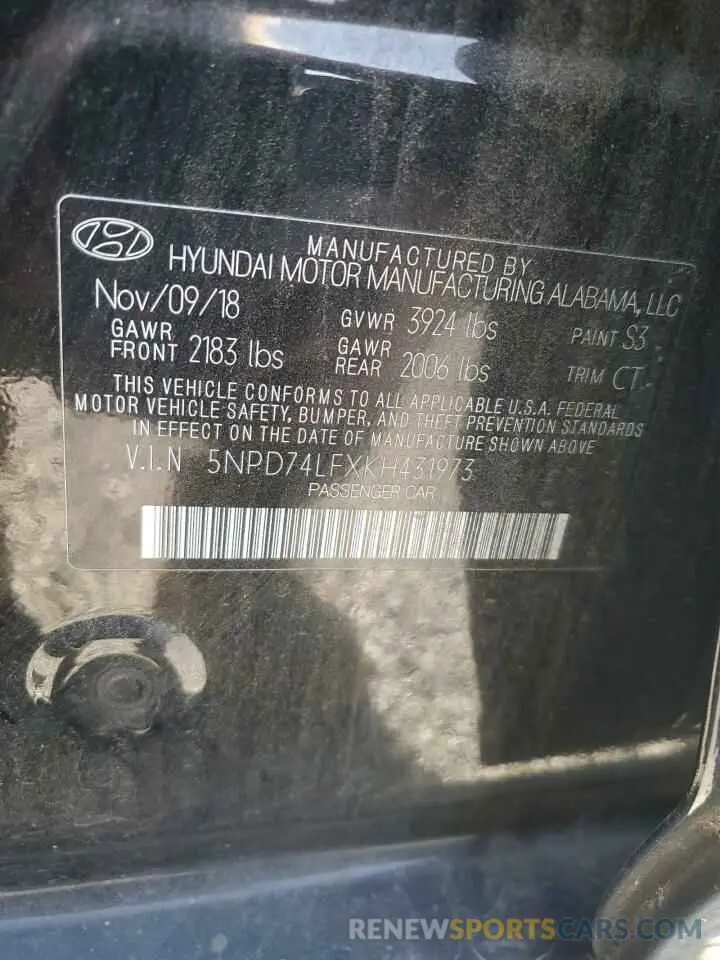 MANUFACTURED BY
HYUNDAI MOTOR MANUFACTURING ALABAMA, LLC
Nov/09/18 GVWR 3924 lbs PAINT S3
GAWR FRONT 2183 lbs GAWR REAR 2006 lbs TRIM CT
THIS VEHICLE CONFORMS TO ALL APPLICABLE U.S.A. FEDERAL
MOTOR VEHICLE SAFETY, BUMPER, AND THEFT PREVENTION STANDARDS
IN EFFECT ON THE DATE OF MANUFACTURE SHOWN ABOVE
V.I.N 5NPD74LFXKH431973
PASSENGER CAR
RENEWSPORTSCARS.COM